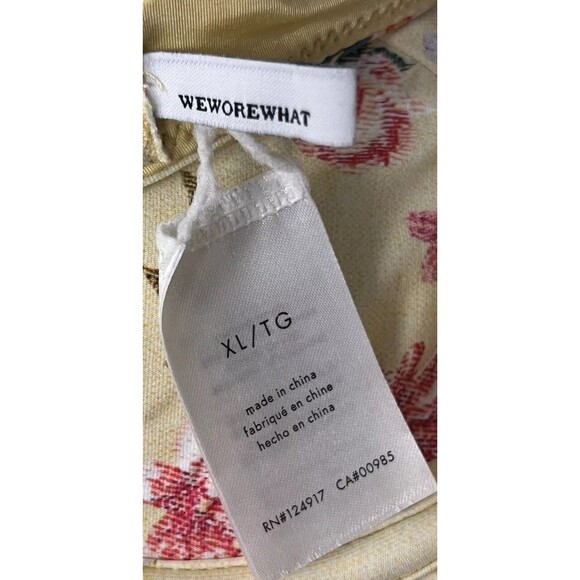 WEWOREWHAT
XL/TG
made in china
fabriqué en chine
hecho en china
RN#124917 CA#00985